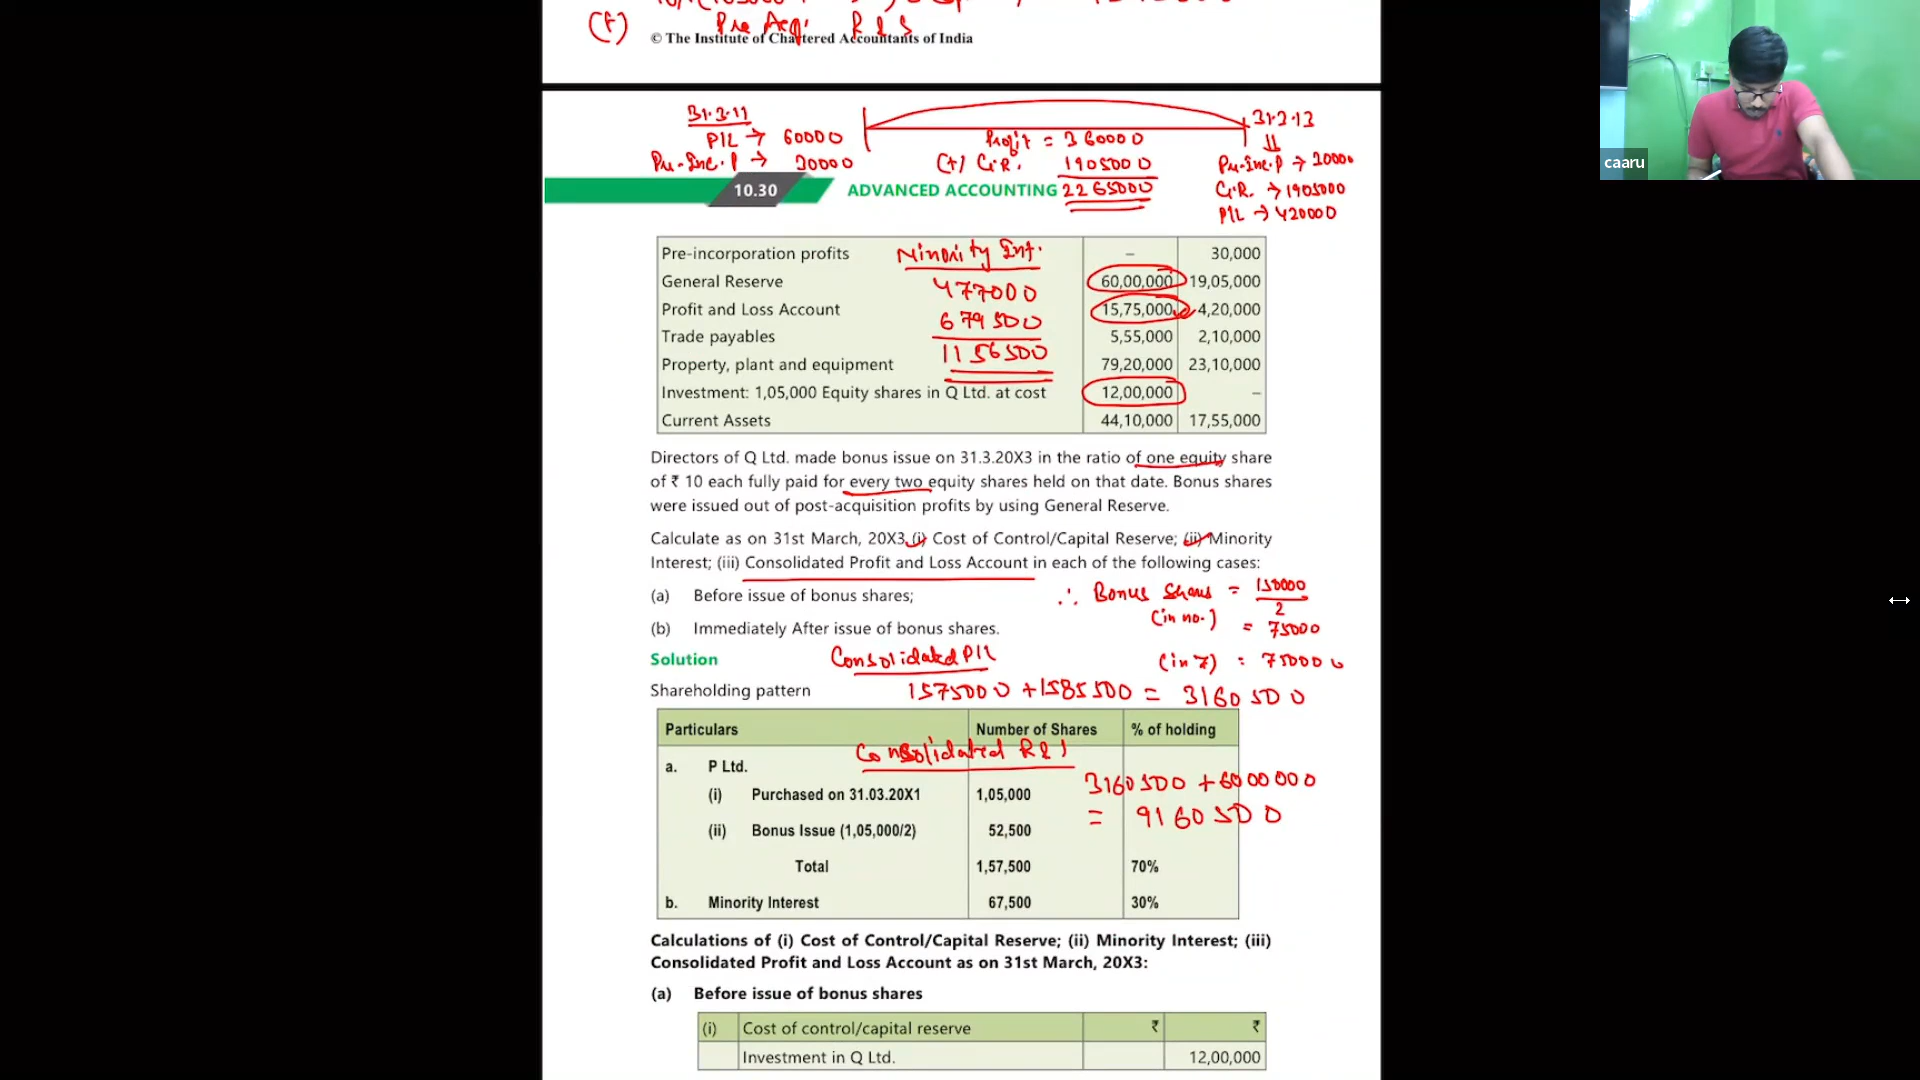 (+) Pre Acq. R & S
© The Institute of Chartered Accountants of India
31.3.11
P/L → 60000
Pre-Inc. P → 30000
Profit = 360000
(+) G.R. 1905000
2265000
31.3.13
Pre-Inc. P → 30000
G.R. → 1905000
P/L → 420000
10.30 ADVANCED ACCOUNTING
Minority Int.
477000
679500
1156500
Pre-incorporation profits – 30,000
General Reserve 60,00,000 19,05,000
Profit and Loss Account 15,75,000 4,20,000
Trade payables 5,55,000 2,10,000
Property, plant and equipment 79,20,000 23,10,000
Investment: 1,05,000 Equity shares in Q Ltd. at cost 12,00,000 –
Current Assets 44,10,000 17,55,000
Directors of Q Ltd. made bonus issue on 31.3.20X3 in the ratio of one equity share
of ₹ 10 each fully paid for every two equity shares held on that date. Bonus shares
were issued out of post-acquisition profits by using General Reserve.
Calculate as on 31st March, 20X3 (i) Cost of Control/Capital Reserve; (ii) Minority
Interest; (iii) Consolidated Profit and Loss Account in each of the following cases:
(a) Before issue of bonus shares;
(b) Immediately After issue of bonus shares.
∴ Bonus Shares = 150000 / 2
(in no.) = 75000
(in ₹) = 750000
Solution
Consolidated P/L
1575000 + 1585500 = 3160500
Shareholding pattern
Particulars Number of Shares % of holding
Consolidated R & S
3160500 + 6000000
= 9160500
a. P Ltd.
(i) Purchased on 31.03.20X1 1,05,000
(ii) Bonus Issue (1,05,000/2) 52,500
Total 1,57,500 70%
b. Minority Interest 67,500 30%
Calculations of (i) Cost of Control/Capital Reserve; (ii) Minority Interest; (iii)
Consolidated Profit and Loss Account as on 31st March, 20X3:
(a) Before issue of bonus shares
(i) Cost of control/capital reserve ₹ ₹
Investment in Q Ltd. 12,00,000
caaru